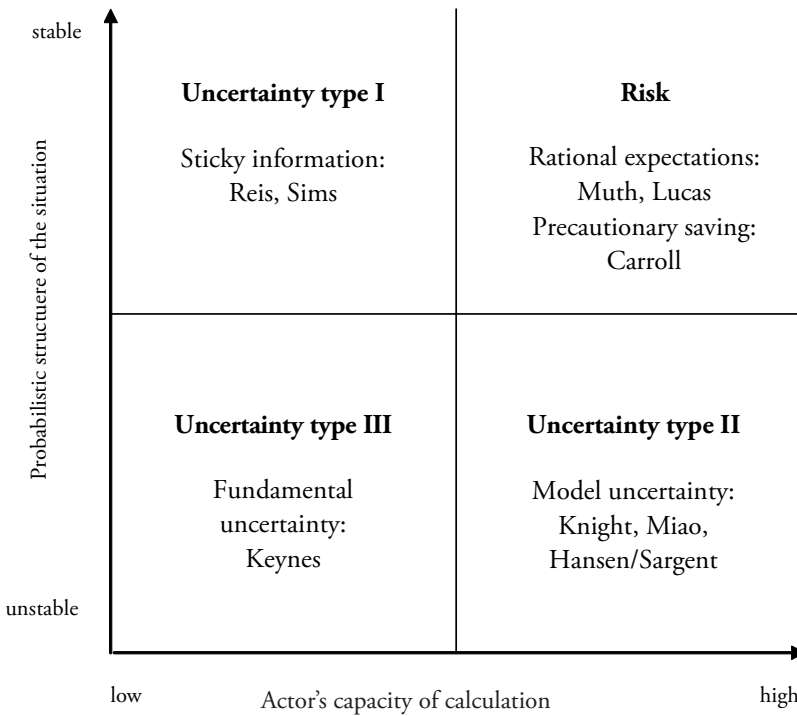 stable
Uncertainty type I
Risk
Sticky information:
Reis, Sims
Rational expectations:
Muth, Lucas
Precautionary saving:
Carroll
Probabilistic structuere of the situation
Uncertainty type III
Uncertainty type II
Fundamental
uncertainty:
Keynes
Model uncertainty:
Knight, Miao,
Hansen/Sargent
unstable
low
Actor’s capacity of calculation
high